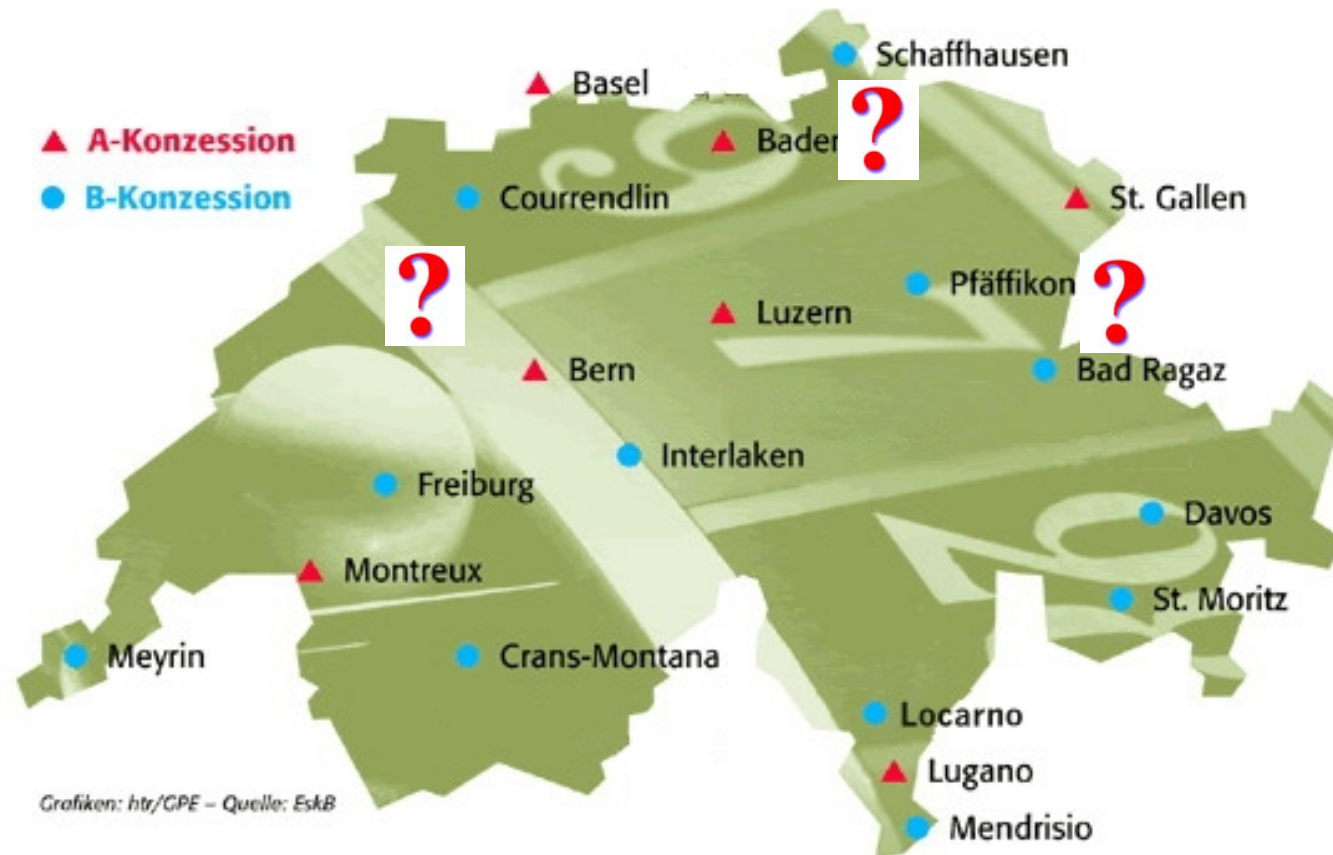 Schaffhausen
Basel
A-Konzession
Baden
?
B-Konzession
Courrendlin
St. Gallen
?
Pfäffikon
?
Luzern
Bern
Bad Ragaz
Interlaken
Freiburg
Davos
Montreux
St. Moritz
Meyrin
Crans-Montana
Locarno
Lugano
Grafiken: htr/GPE – Quelle: EskB
Mendrisio